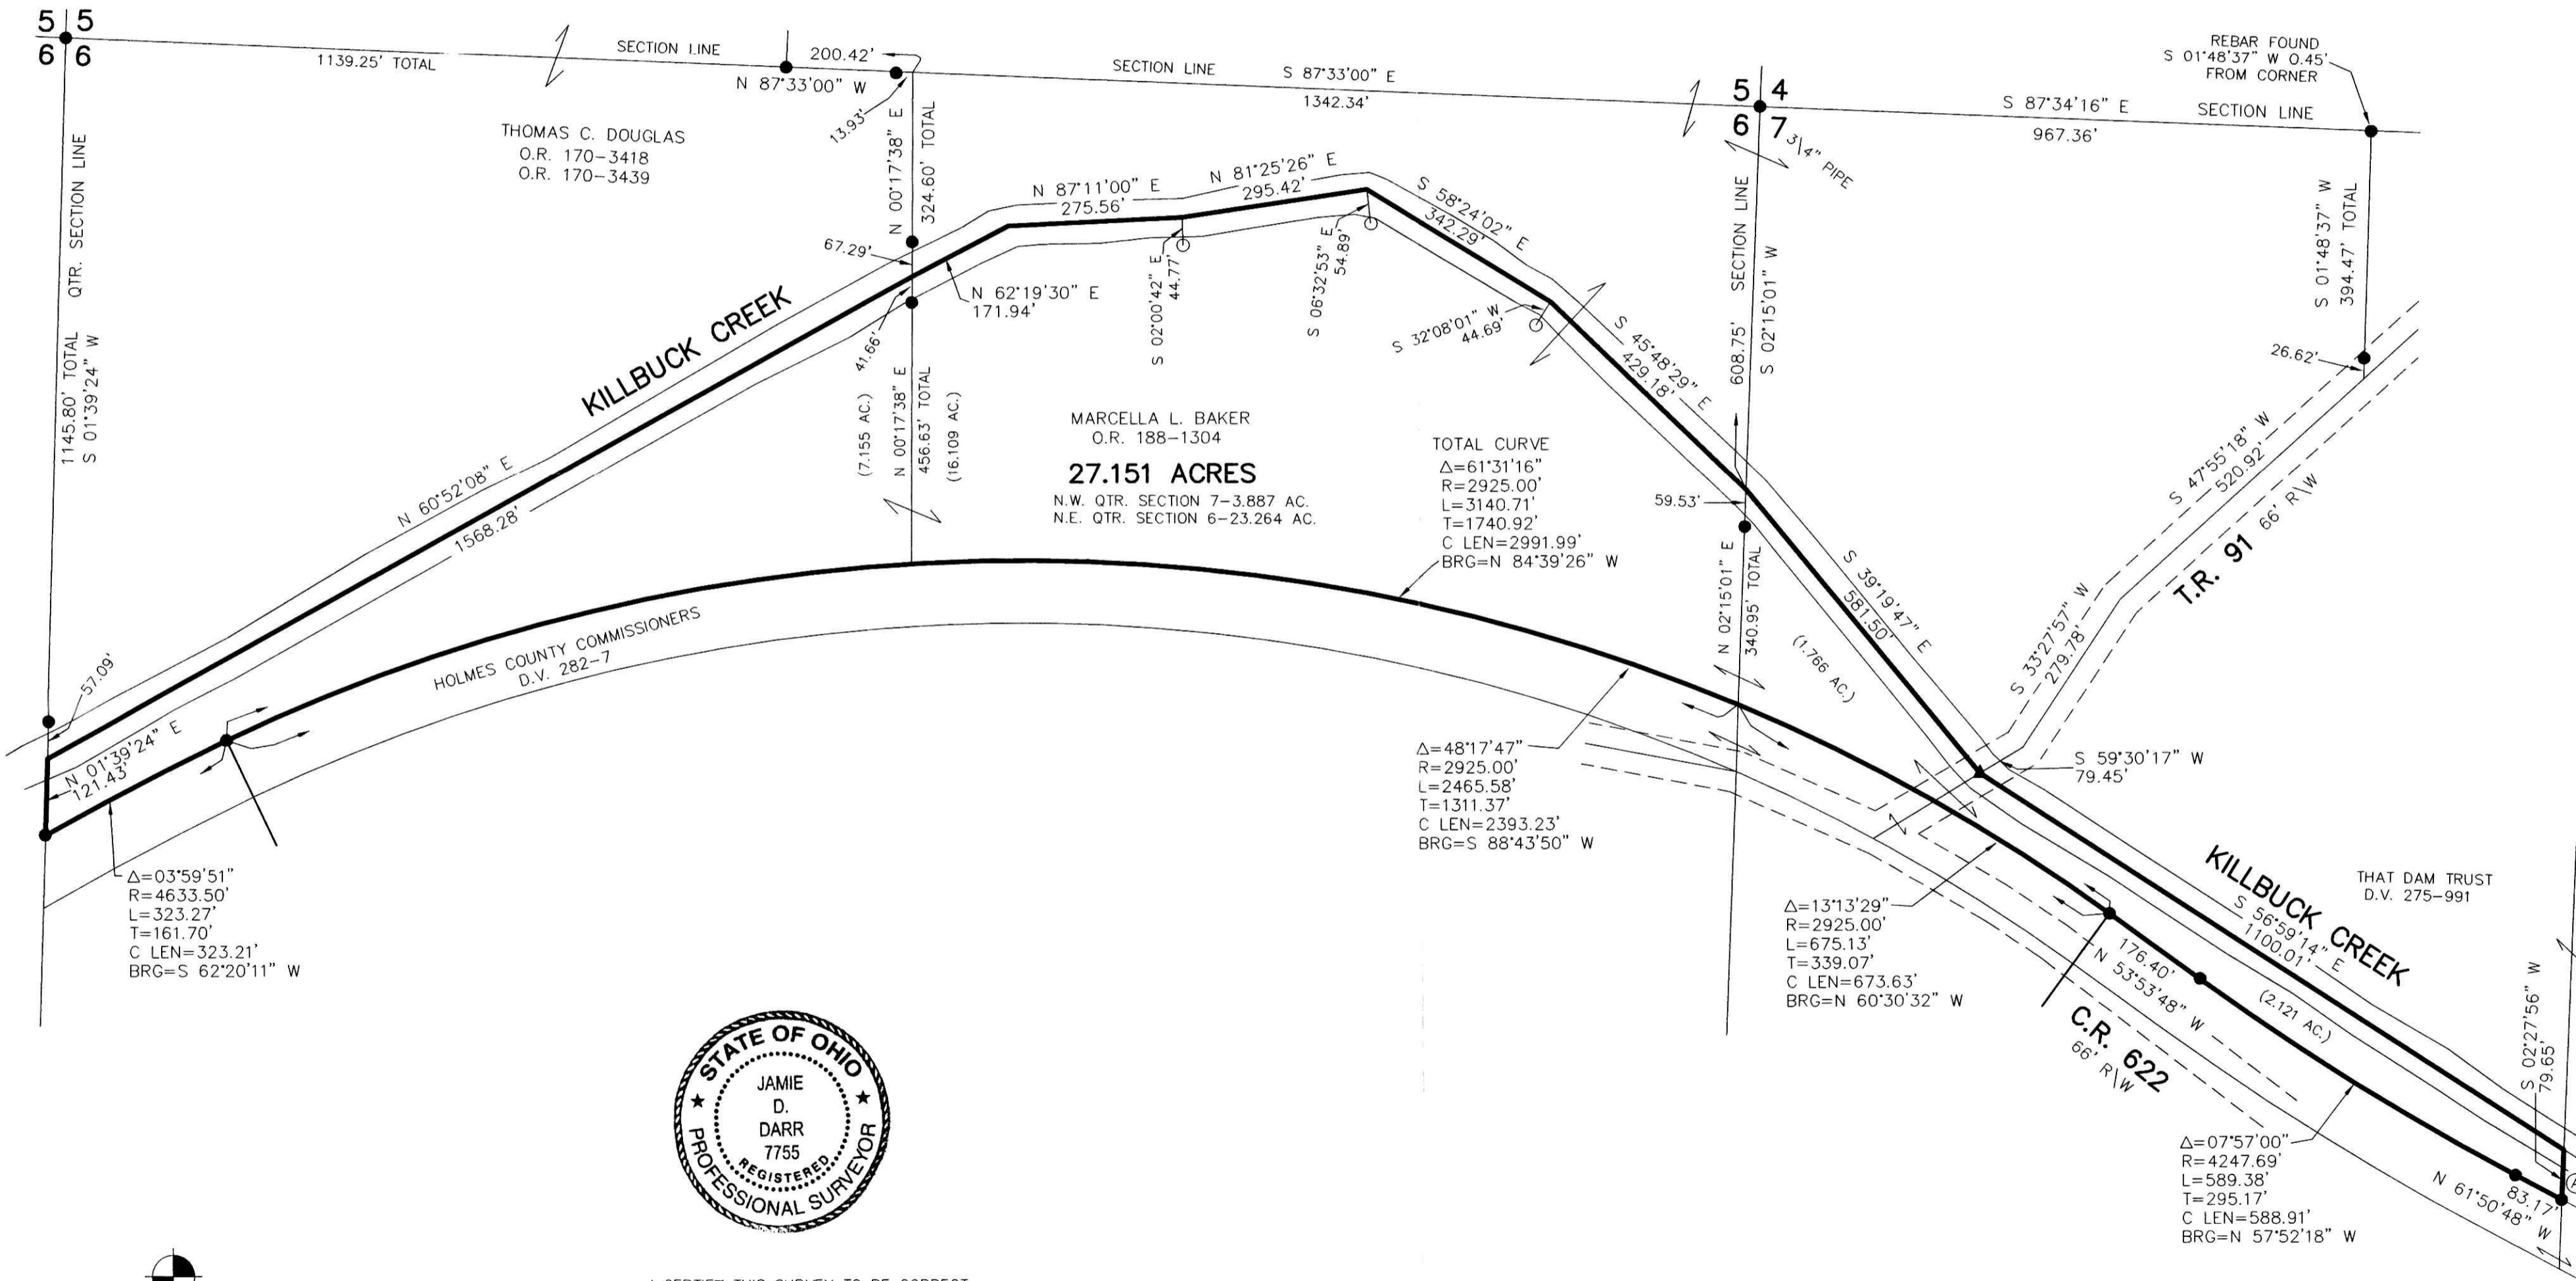 5 5
6 6
SECTION LINE
1139.25' TOTAL
200.42'
N 87°33'00" W
13.93'
SECTION LINE S 87°33'00" E
1342.34'
5 4
6 7
3/4" PIPE
S 87°34'16" E SECTION LINE
967.36'
REBAR FOUND
S 01°48'37" W 0.45'
FROM CORNER
THOMAS C. DOUGLAS
O.R. 170-3418
O.R. 170-3439
1145.80' TOTAL QTR. SECTION LINE
S 01°39'24" W
N 00°17'38" E
324.60' TOTAL
67.29'
N 87°11'00" E
275.56'
N 81°25'26" E
295.42'
S 58°24'02" E
342.29'
N 62°19'30" E
171.94'
S 02°00'42" E
44.77'
S 06°32'53" E
54.89'
S 32°08'01" W
44.69'
S 45°48'29" E
429.18'
608.75' SECTION LINE
S 02°15'01" W
S 01°48'37" W
394.47' TOTAL
26.62'
KILLBUCK CREEK
41.66'
(7.155 AC.)
N 00°17'38" E
456.63' TOTAL
(16.109 AC.)
MARCELLA L. BAKER
O.R. 188-1304
27.151 ACRES
N.W. QTR. SECTION 7-3.887 AC.
N.E. QTR. SECTION 6-23.264 AC.
TOTAL CURVE
Δ=61°31'16"
R=2925.00'
L=3140.71'
T=1740.92'
C LEN=2991.99'
BRG=N 84°39'26" W
59.53'
N 02°15'01" E
340.95' TOTAL
S 39°19'47" E
581.50'
(1.766 AC.)
S 47°55'18" W
520.92'
T.R. 91 66' R\W
S 33°27'57" W
279.78'
S 59°30'17" W
79.45'
N 60°52'08" E
1568.28'
57.09'
N 01°39'24" E
121.43'
HOLMES COUNTY COMMISSIONERS
D.V. 282-7
Δ=03°59'51"
R=4633.50'
L=323.27'
T=161.70'
C LEN=323.21'
BRG=S 62°20'11" W
Δ=48°17'47"
R=2925.00'
L=2465.58'
T=1311.37'
C LEN=2393.23'
BRG=S 88°43'50" W
Δ=13°13'29"
R=2925.00'
L=675.13'
T=339.07'
C LEN=673.63'
BRG=N 60°30'32" W
KILLBUCK CREEK
S 56°59'14" E
1100.01'
THAT DAM TRUST
D.V. 275-991
176.40'
N 53°53'48" W
(2.121 AC.)
C.R. 622
66' R\W
S 02°27'56" W
79.65'
Δ=07°57'00"
R=4247.69'
L=589.38'
T=295.17'
C LEN=588.91'
BRG=N 57°52'18" W
83.17'
N 61°50'48" W
STATE OF OHIO
JAMIE
D.
DARR
7755
REGISTERED
PROFESSIONAL SURVEYOR
I CERTIFY THIS SURVEY TO BE CORRECT